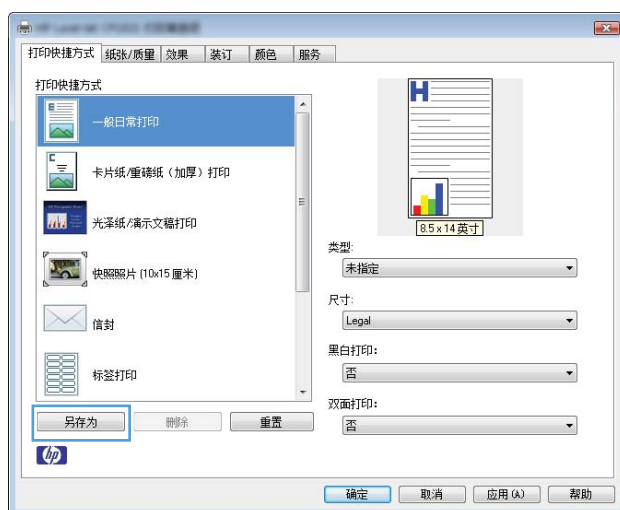 打印快捷方式 纸张/质量 效果 装订 颜色 服务
打印快捷方式
一般日常打印
卡片纸/重磅纸（加厚）打印
光泽纸/演示文稿打印
快照照片 (10x15 厘米)
信封
标签打印
另存为 删除 重置
8.5 x 14 英寸
类型:
未指定
尺寸:
Legal
黑白打印:
否
双面打印:
否
hp
确定 取消 应用 (A) 帮助